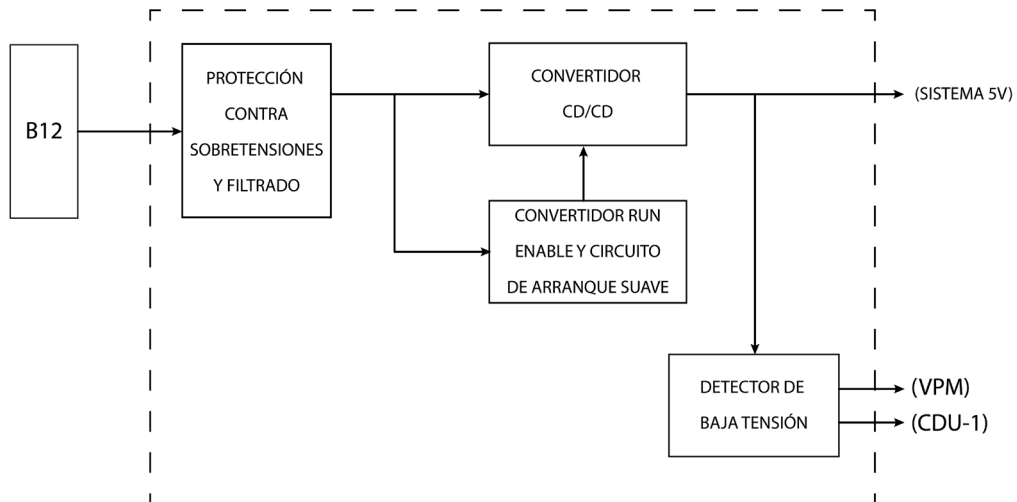 B12
PROTECCIÓN
CONTRA
SOBRETENSIONES
Y FILTRADO
CONVERTIDOR
CD/CD
(SISTEMA 5V)
CONVERTIDOR RUN
ENABLE Y CIRCUITO
DE ARRANQUE SUAVE
DETECTOR DE
BAJA TENSIÓN
(VPM)
(CDU-1)